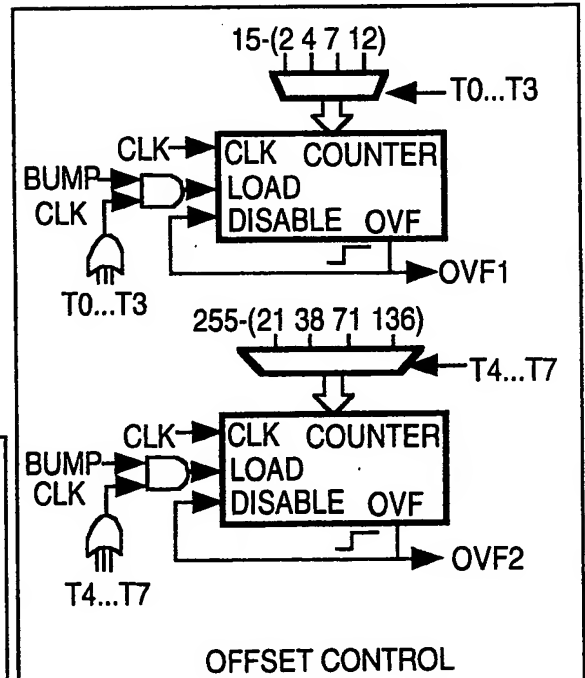 15-(2 4 7 12)
T0...T3
CLK
CLK COUNTER
BUMP
LOAD
CLK
DISABLE OVF
OVF1
T0...T3
255-(21 38 71 136)
T4...T7
CLK
CLK COUNTER
BUMP
LOAD
CLK
DISABLE OVF
OVF2
T4...T7
OFFSET CONTROL